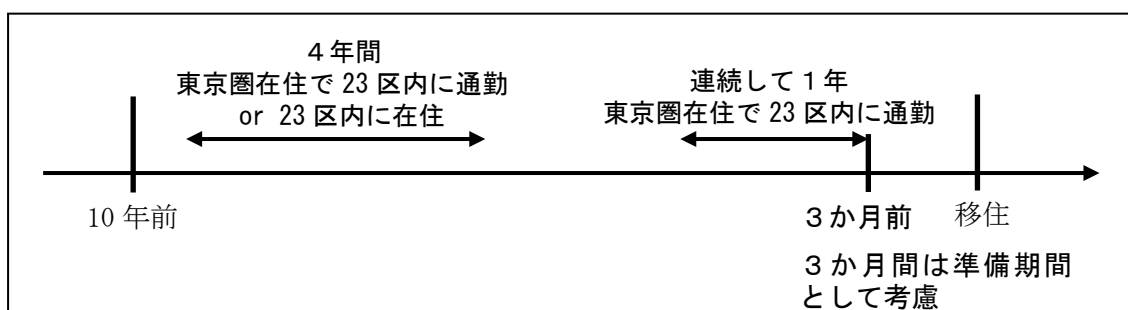 4年間
東京圏在住で 23 区内に通勤
or 23 区内に在住
連続して1年
東京圏在住で 23 区内に通勤
10 年前
3か月前
移住
3か月間は準備期間
として考慮